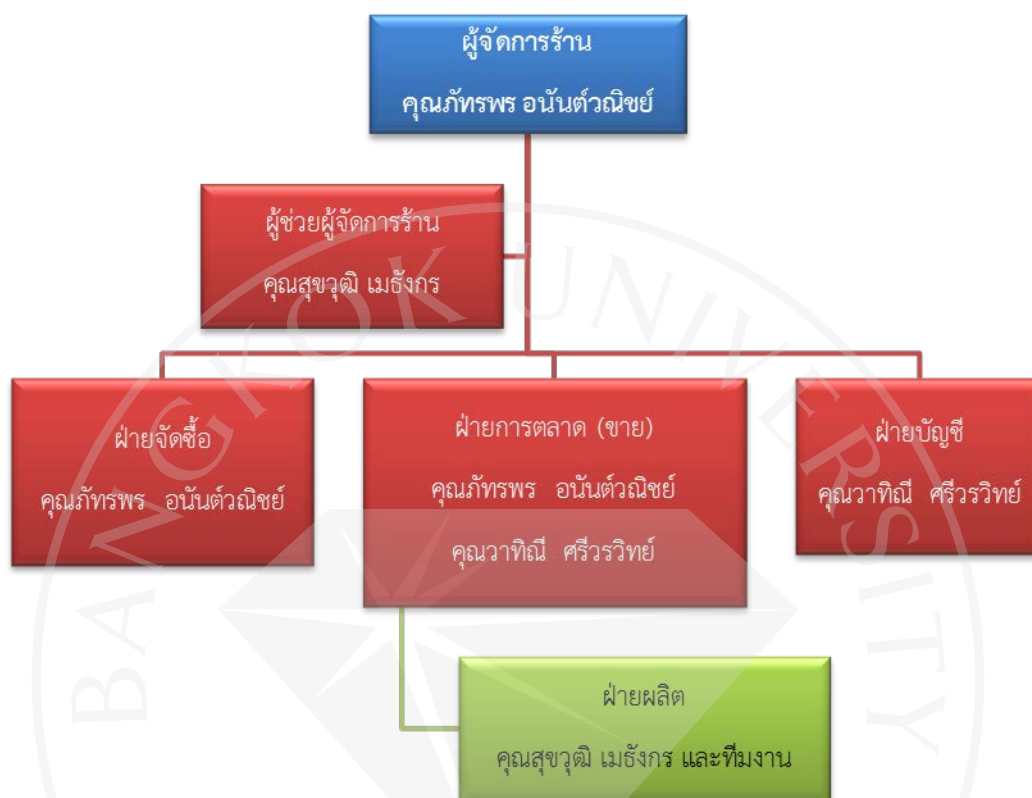 ผู้จัดการร้าน
คุณภัทรพร อนันต์วณิชย์
ผู้ช่วยผู้จัดการร้าน
คุณสุขวุฒิ เมธังกร
ฝ่ายจัดซื้อ
คุณภัทรพร อนันต์วณิชย์
ฝ่ายการตลาด (ขาย)
คุณภัทรพร อนันต์วณิชย์
คุณวาทิณี ศรีวรวิทย์
ฝ่ายบัญชี
คุณวาทิณี ศรีวรวิทย์
ฝ่ายผลิต
คุณสุขวุฒิ เมธังกร และทีมงาน
BANGKOK UNIVERSITY